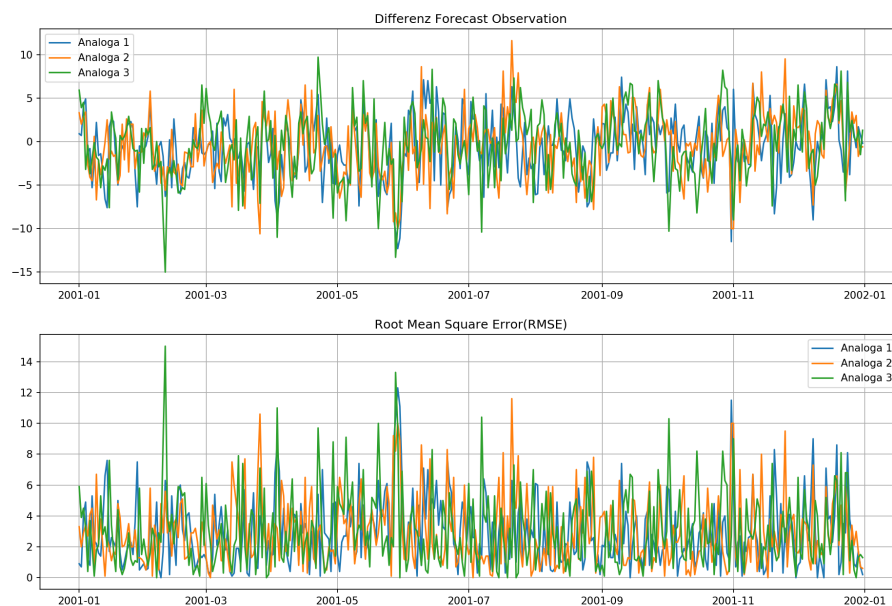 Differenz Forecast Observation
Analoga 1
Analoga 2
Analoga 3
10
5
0
−5
−10
−15
2001-01 2001-03 2001-05 2001-07 2001-09 2001-11 2002-01
Root Mean Square Error(RMSE)
Analoga 1
Analoga 2
Analoga 3
14
12
10
8
6
4
2
0
2001-01 2001-03 2001-05 2001-07 2001-09 2001-11 2002-01